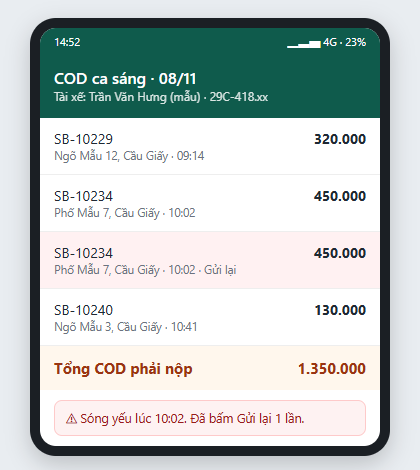 14:52
4G · 23%
COD ca sáng · 08/11
Tài xế: Trần Văn Hưng (mẫu) · 29C-418.xx
SB-10229 320.000
Ngõ Mẫu 12, Cầu Giấy · 09:14
SB-10234 450.000
Phố Mẫu 7, Cầu Giấy · 10:02
SB-10234 450.000
Phố Mẫu 7, Cầu Giấy · 10:02 · Gửi lại
SB-10240 130.000
Ngõ Mẫu 3, Cầu Giấy · 10:41
Tổng COD phải nộp 1.350.000
⚠ Sóng yếu lúc 10:02. Đã bấm Gửi lại 1 lần.